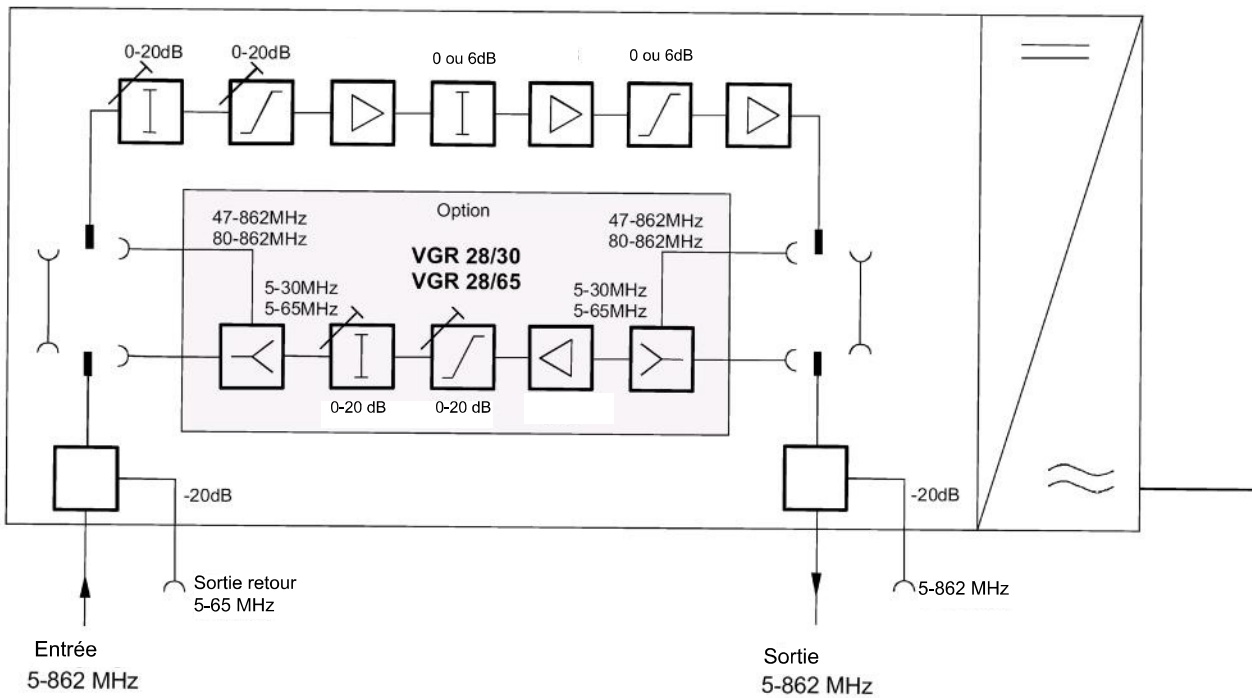 0-20dB
0-20dB
0 ou 6dB
0 ou 6dB
Option
47-862MHz
80-862MHz
47-862MHz
80-862MHz
VGR 28/30
VGR 28/65
5-30MHz
5-65MHz
5-30MHz
5-65MHz
0-20 dB
0-20 dB
-20dB
-20dB
Sortie retour
5-65 MHz
5-862 MHz
Entrée
5-862 MHz
Sortie
5-862 MHz